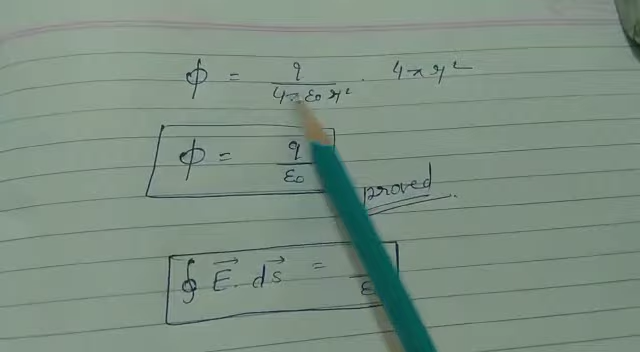 ϕ = q / 4πε₀r² . 4πr²
ϕ = q / ε₀
proved
∮ E⃗ . ds⃗ = / ε